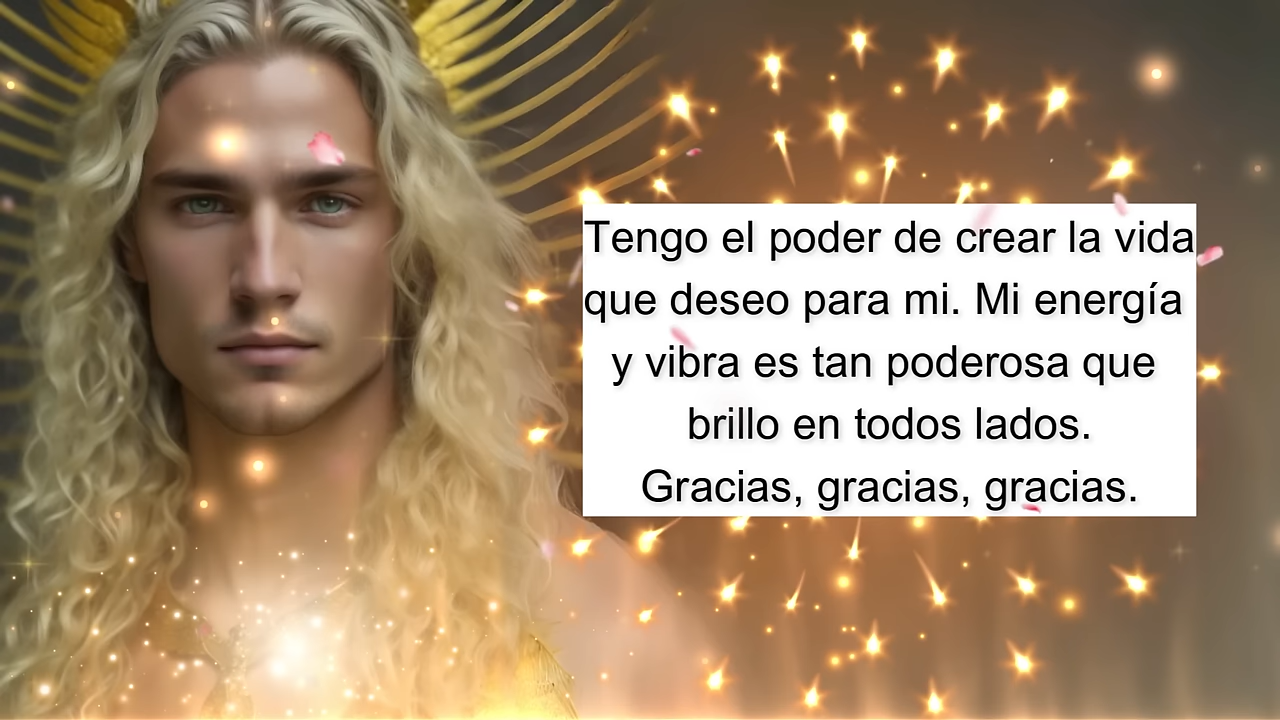 Tengo el poder de crear la vida
que deseo para mi. Mi energía
y vibra es tan poderosa que
brillo en todos lados.
Gracias, gracias, gracias.